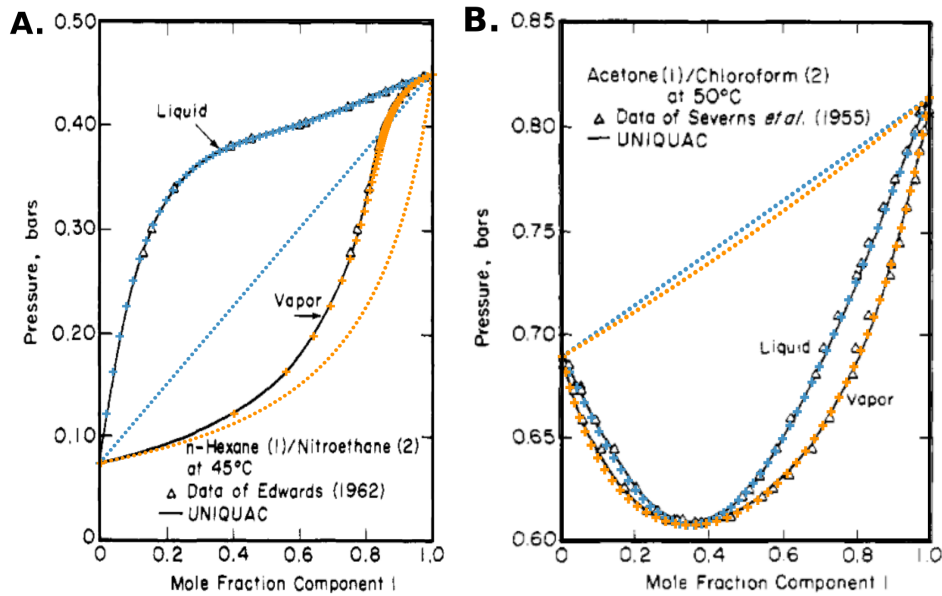 A.
0.50
0.40
0.30
0.20
0.10
0
Pressure, bars
Liquid
Vapor
n-Hexane (1)/Nitroethane (2)
at 45°C
△ Data of Edwards (1962)
— UNIQUAC
0 0.2 0.4 0.6 0.8 1.0
Mole Fraction Component 1
B.
0.85
0.80
0.75
0.70
0.65
0.60
Pressure, bars
Acetone (1)/Chloroform (2)
at 50°C
△ Data of Severns et al. (1955)
— UNIQUAC
Liquid
Vapor
0 0.2 0.4 0.6 0.8 1.0
Mole Fraction Component 1